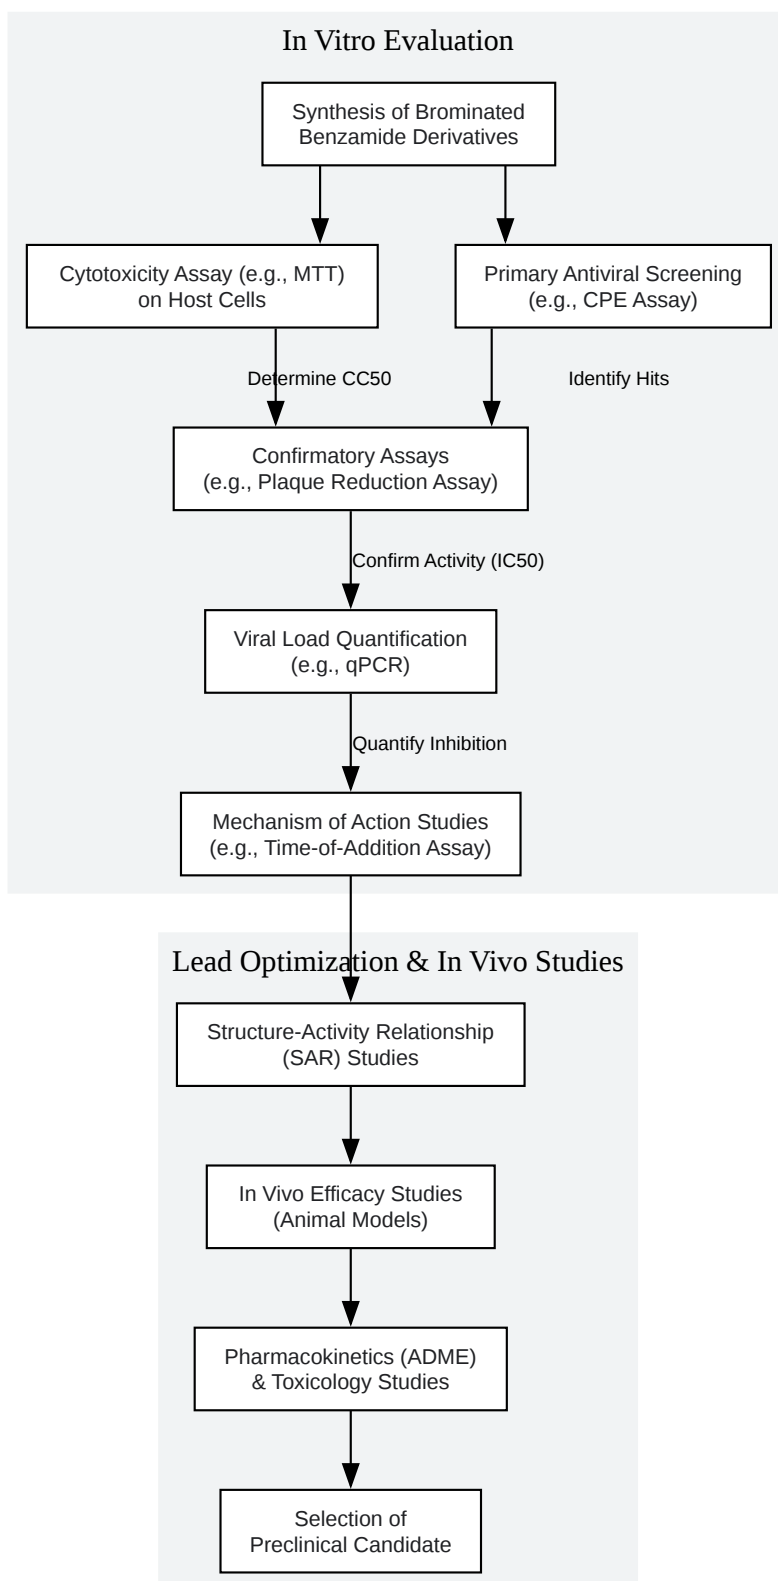 In Vitro Evaluation
Synthesis of Brominated
Benzamide Derivatives
Cytotoxicity Assay (e.g., MTT)
on Host Cells
Primary Antiviral Screening
(e.g., CPE Assay)
Determine CC50
Identify Hits
Confirmatory Assays
(e.g., Plaque Reduction Assay)
Confirm Activity (IC50)
Viral Load Quantification
(e.g., qPCR)
Quantify Inhibition
Mechanism of Action Studies
(e.g., Time-of-Addition Assay)
Lead Optimization & In Vivo Studies
Structure-Activity Relationship
(SAR) Studies
In Vivo Efficacy Studies
(Animal Models)
Pharmacokinetics (ADME)
& Toxicology Studies
Selection of
Preclinical Candidate